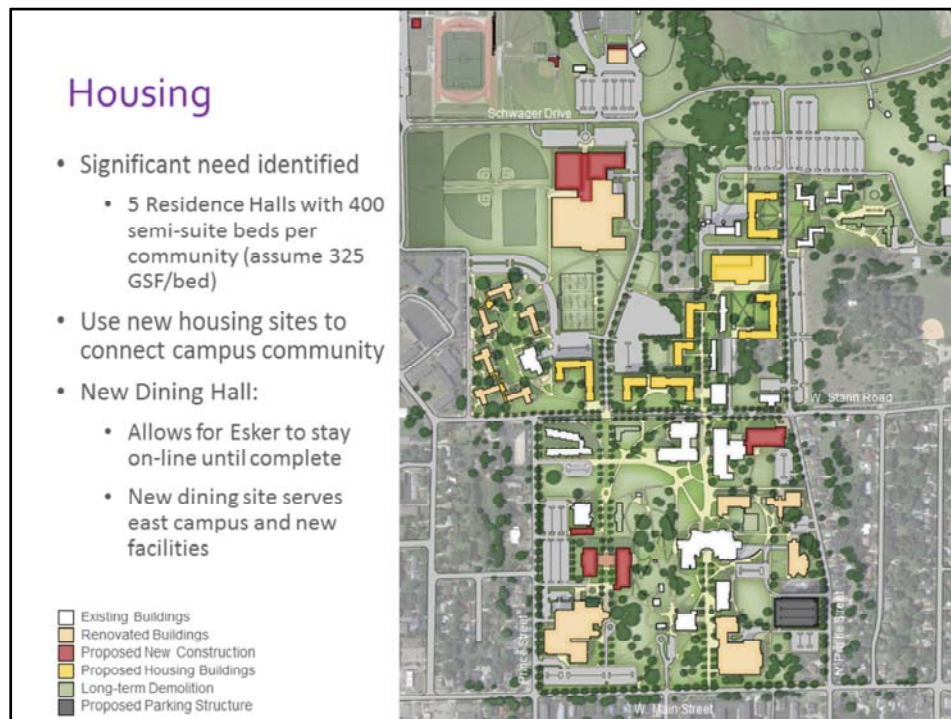 Housing
• Significant need identified
• 5 Residence Halls with 400
semi-suite beds per
community (assume 325
GSF/bed)
• Use new housing sites to
connect campus community
• New Dining Hall:
• Allows for Esker to stay
on-line until complete
• New dining site serves
east campus and new
facilities
Existing Buildings
Renovated Buildings
Proposed New Construction
Proposed Housing Buildings
Long-term Demolition
Proposed Parking Structure
Schwager Drive
W. Starin Road
Prince Street
N. Prairie Street
W. Main Street